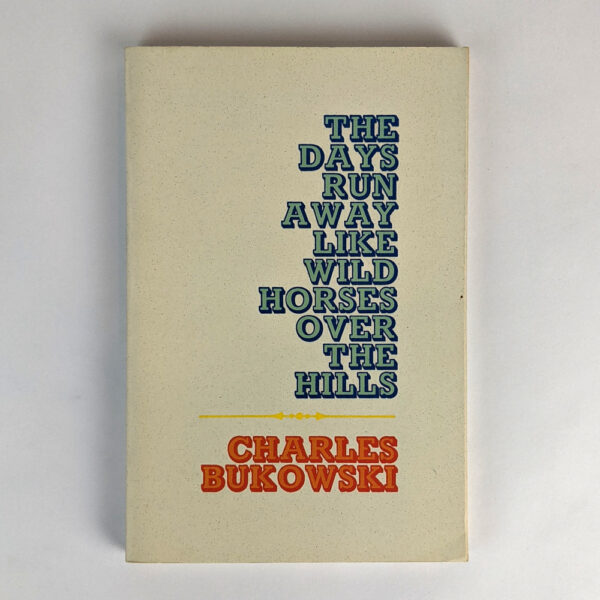 THE
DAYS
RUN
AWAY
LIKE
WILD
HORSES
OVER
THE
HILLS
CHARLES
BUKOWSKI